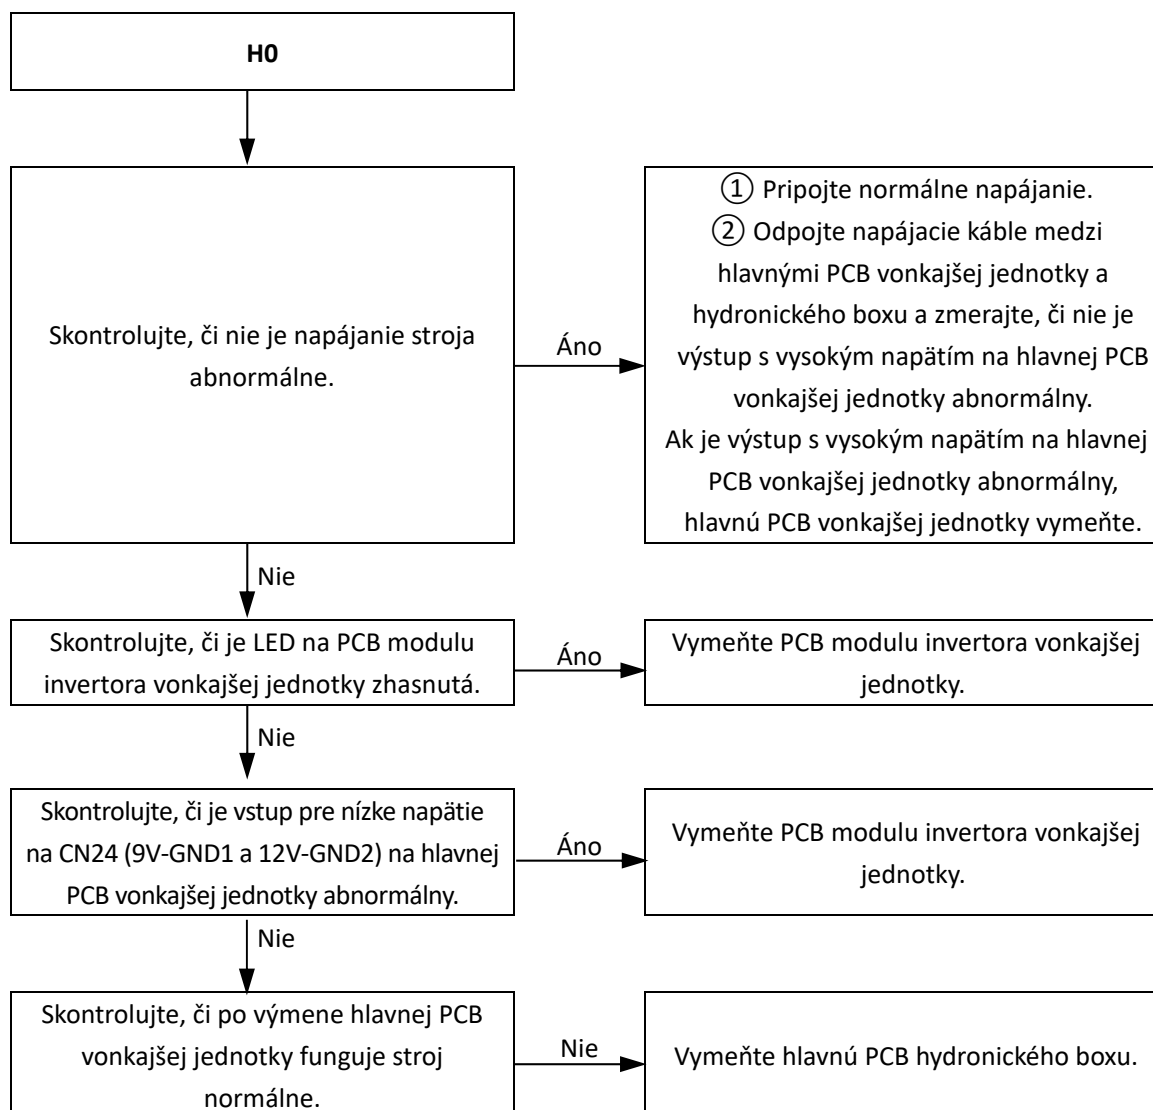 H0
Skontrolujte, či nie je napájanie stroja
abnormálne.
Áno
① Pripojte normálne napájanie.
② Odpojte napájacie káble medzi
hlavnými PCB vonkajšej jednotky a
hydronického boxu a zmerajte, či nie je
výstup s vysokým napätím na hlavnej PCB
vonkajšej jednotky abnormálny.
Ak je výstup s vysokým napätím na hlavnej
PCB vonkajšej jednotky abnormálny,
hlavnú PCB vonkajšej jednotky vymeňte.
Nie
Skontrolujte, či je LED na PCB modulu
invertora vonkajšej jednotky zhasnutá.
Áno
Vymeňte PCB modulu invertora vonkajšej
jednotky.
Nie
Skontrolujte, či je vstup pre nízke napätie
na CN24 (9V-GND1 a 12V-GND2) na hlavnej
PCB vonkajšej jednotky abnormálny.
Áno
Vymeňte PCB modulu invertora vonkajšej
jednotky.
Nie
Skontrolujte, či po výmene hlavnej PCB
vonkajšej jednotky funguje stroj
normálne.
Nie
Vymeňte hlavnú PCB hydronického boxu.